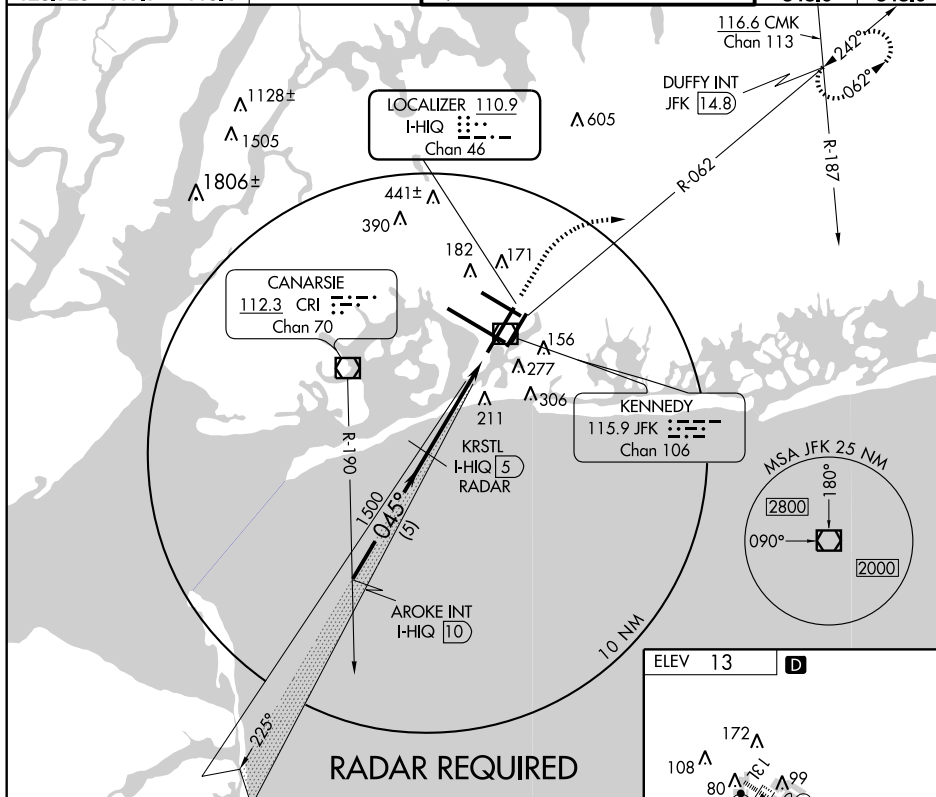 116.6 CMK
Chan 113
242°
062°
DUFFY INT
JFK 14.8
1128±
1505
1806±
LOCALIZER 110.9
I-HIQ
Chan 46
605
R-187
R-062
441±
390
182
171
CANARSIE
112.3 CRI
Chan 70
156
277
306
211
KENNEDY
115.9 JFK
Chan 106
R-190
KRSTL
I-HIQ 5
RADAR
1500
045°
(5)
MSA JFK 25 NM
180°
2800
090°
2000
AROKE INT
I-HIQ 10
10 NM
225°
RADAR REQUIRED
ELEV 13 D
172
108
13L
80
99